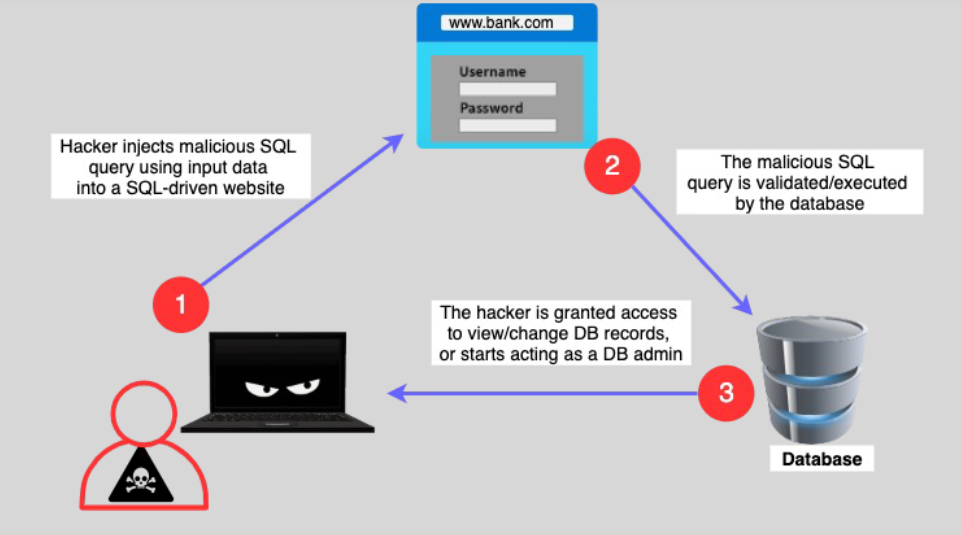 www.bank.com
Username
Password
Hacker injects malicious SQL
query using input data
into a SQL-driven website
1
2
The malicious SQL
query is validated/executed
by the database
The hacker is granted access
to view/change DB records,
or starts acting as a DB admin
3
Database